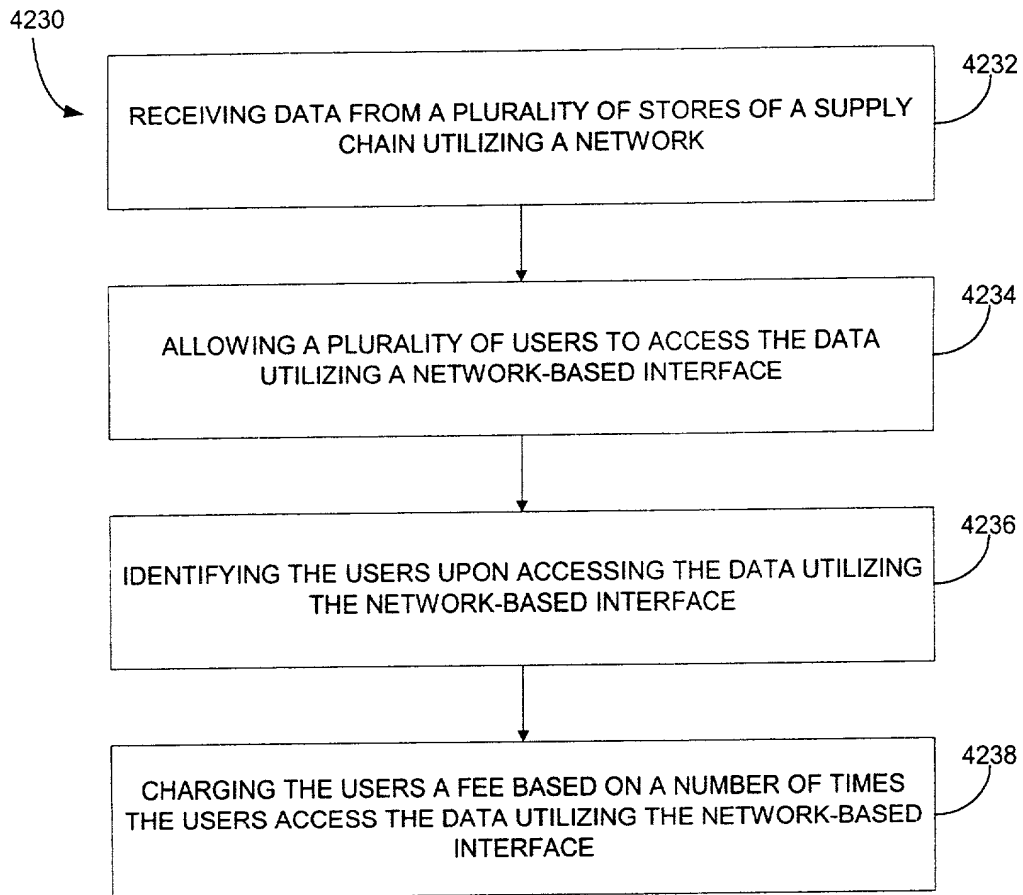 4230
4232
RECEIVING DATA FROM A PLURALITY OF STORES OF A SUPPLY
CHAIN UTILIZING A NETWORK
4234
ALLOWING A PLURALITY OF USERS TO ACCESS THE DATA
UTILIZING A NETWORK-BASED INTERFACE
4236
IDENTIFYING THE USERS UPON ACCESSING THE DATA UTILIZING
THE NETWORK-BASED INTERFACE
4238
CHARGING THE USERS A FEE BASED ON A NUMBER OF TIMES
THE USERS ACCESS THE DATA UTILIZING THE NETWORK-BASED
INTERFACE